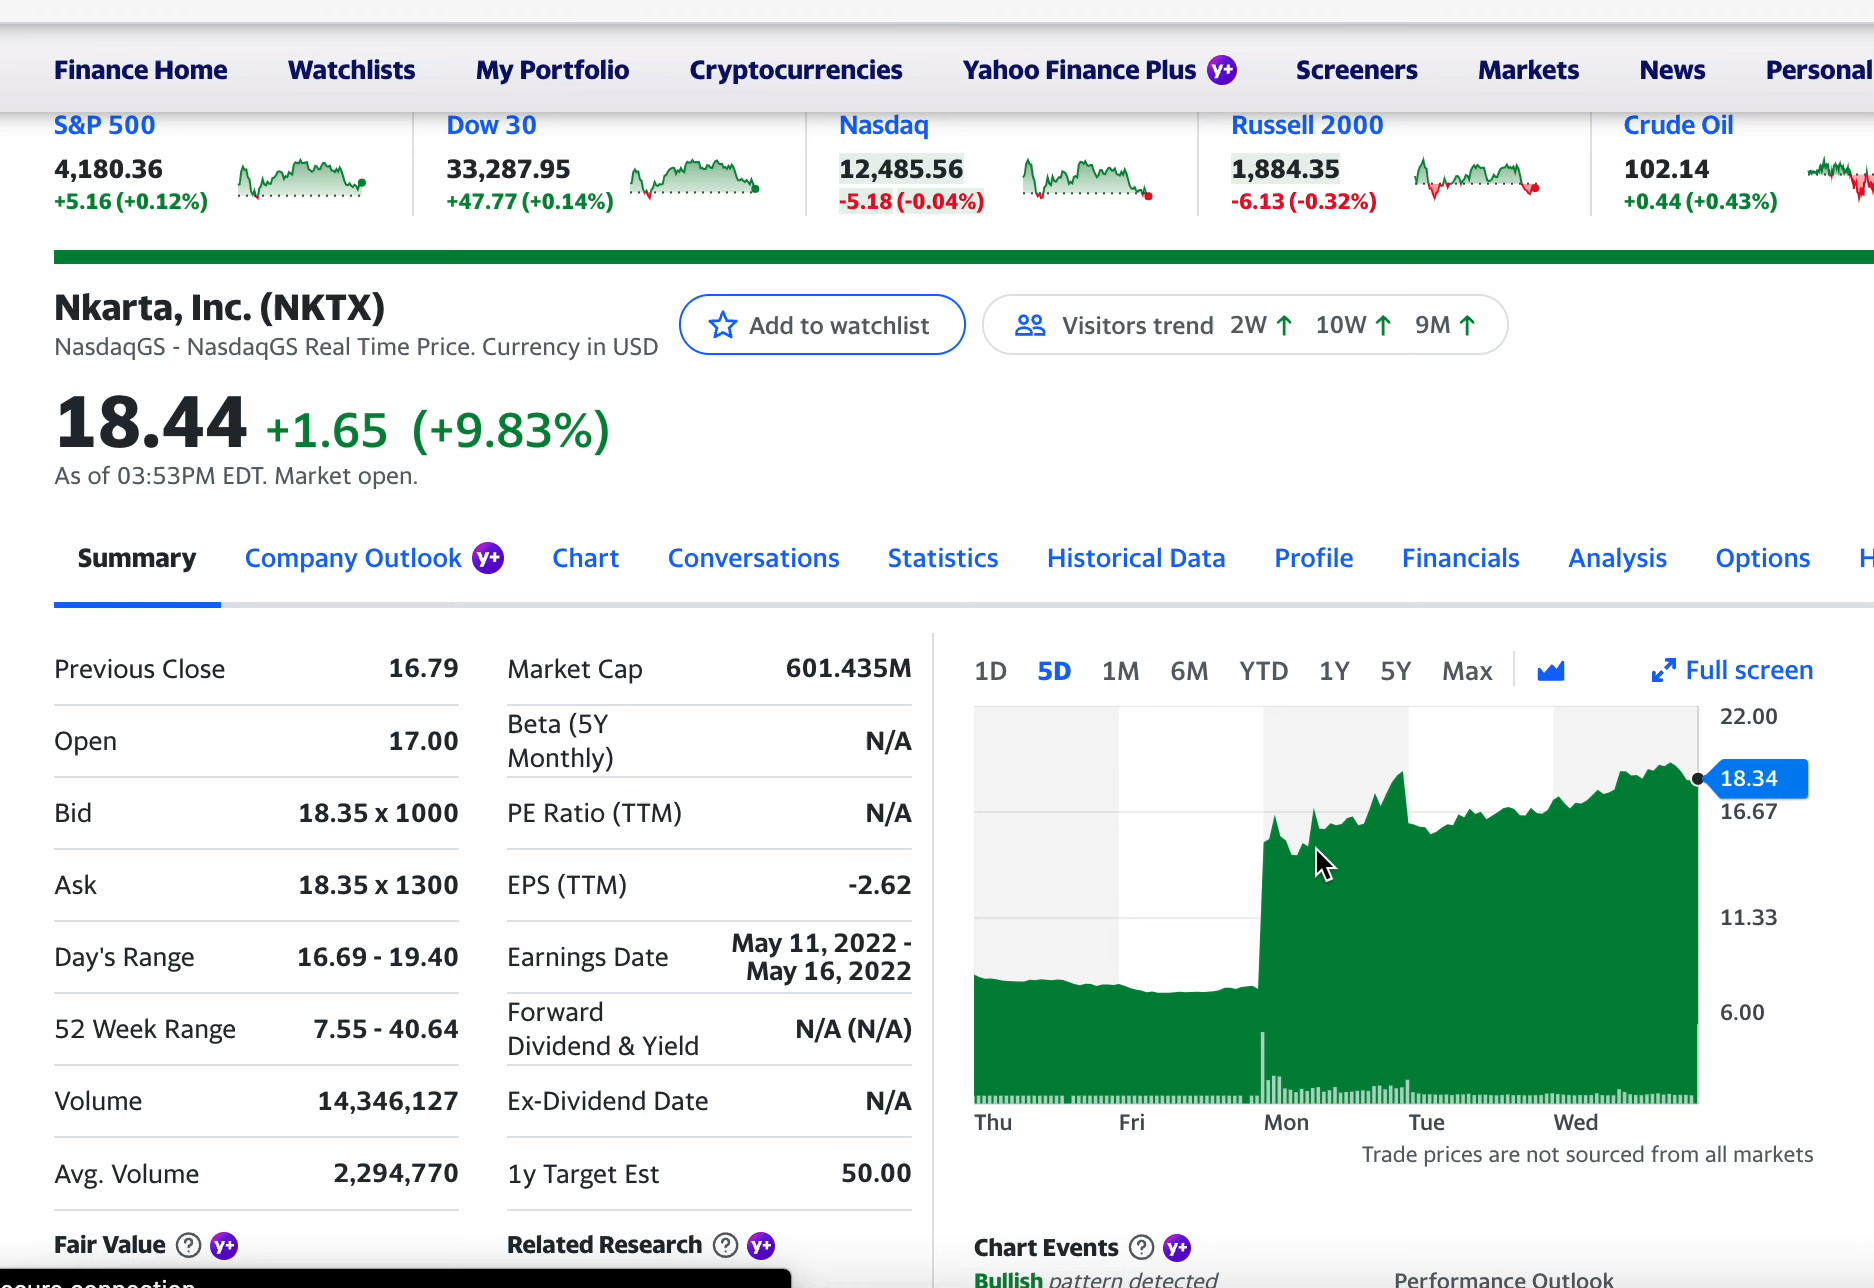 Finance Home Watchlists My Portfolio Cryptocurrencies Yahoo Finance Plus y+ Screeners Markets News Personal
S&P 500 Dow 30 Nasdaq Russell 2000 Crude Oil
4,180.36 33,287.95 12,485.56 1,884.35 102.14
+5.16 (+0.12%) +47.77 (+0.14%) -5.18 (-0.04%) -6.13 (-0.32%) +0.44 (+0.43%)
Nkarta, Inc. (NKTX)
NasdaqGS - NasdaqGS Real Time Price. Currency in USD
Add to watchlist
Visitors trend 2W 10W 9M
18.44 +1.65 (+9.83%)
As of 03:53PM EDT. Market open.
Summary Company Outlook y+ Chart Conversations Statistics Historical Data Profile Financials Analysis Options H
Previous Close 16.79
Open 17.00
Bid 18.35 x 1000
Ask 18.35 x 1300
Day's Range 16.69 - 19.40
52 Week Range 7.55 - 40.64
Volume 14,346,127
Avg. Volume 2,294,770
Market Cap 601.435M
Beta (5Y
Monthly) N/A
PE Ratio (TTM) N/A
EPS (TTM) -2.62
Earnings Date May 11, 2022 -
May 16, 2022
Forward
Dividend & Yield N/A (N/A)
Ex-Dividend Date N/A
1y Target Est 50.00
1D 5D 1M 6M YTD 1Y 5Y Max Full screen
22.00
18.34
16.67
11.33
6.00
Thu Fri Mon Tue Wed
Trade prices are not sourced from all markets
Fair Value ? y+
Related Research ? y+
Chart Events ? y+
Bullish pattern detected
Performance Outlook
connection